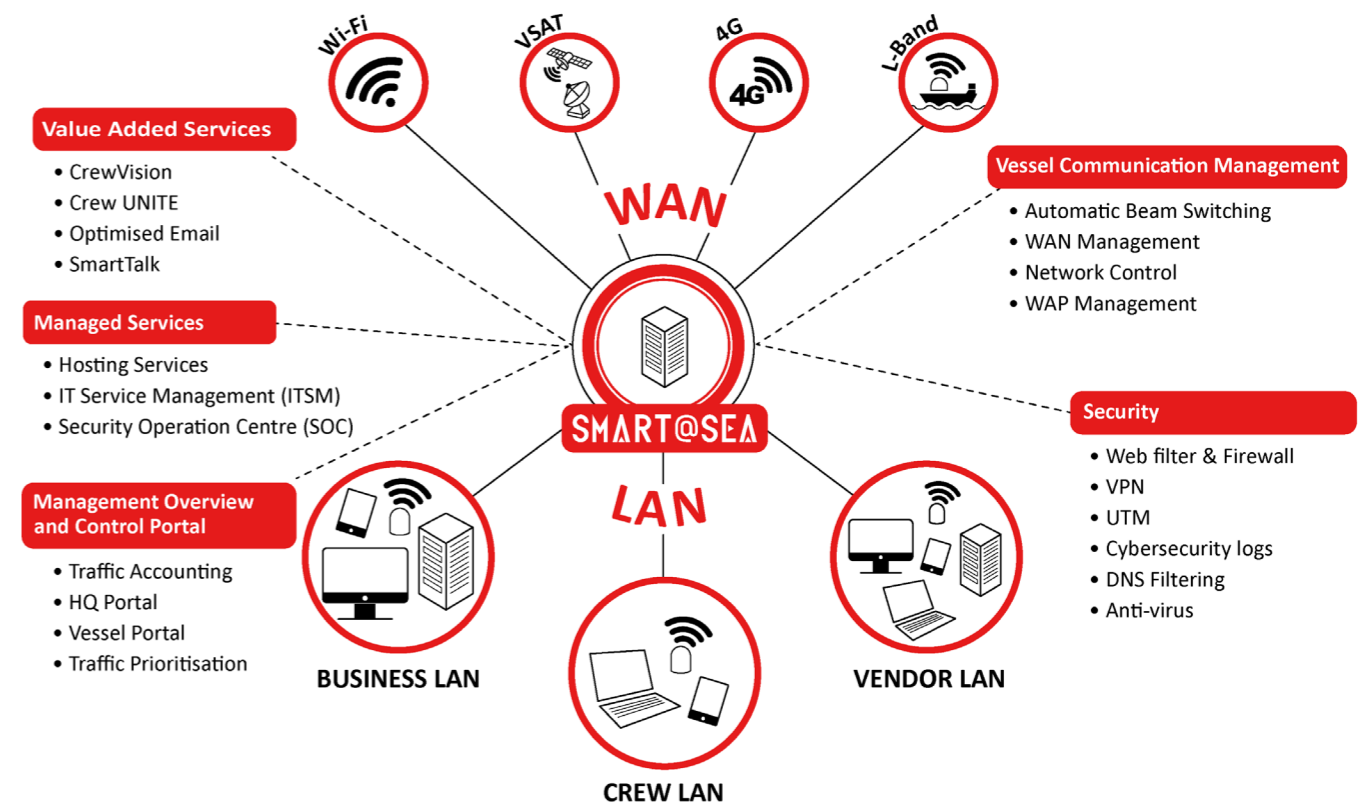 Wi-Fi
VSAT
4G
4G
L-Band
WAN
Value Added Services
• CrewVision
• Crew UNITE
• Optimised Email
• SmartTalk
Managed Services
• Hosting Services
• IT Service Management (ITSM)
• Security Operation Centre (SOC)
Management Overview
and Control Portal
• Traffic Accounting
• HQ Portal
• Vessel Portal
• Traffic Prioritisation
Vessel Communication Management
• Automatic Beam Switching
• WAN Management
• Network Control
• WAP Management
Security
• Web filter & Firewall
• VPN
• UTM
• Cybersecurity logs
• DNS Filtering
• Anti-virus
SMART@SEA
LAN
BUSINESS LAN
CREW LAN
VENDOR LAN